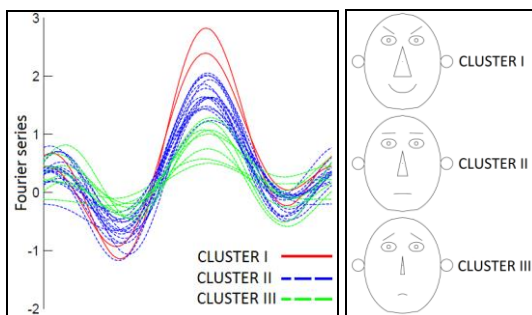 3
2
1
0
-1
-2
Fourier series
CLUSTER I
CLUSTER II
CLUSTER III
CLUSTER I
CLUSTER II
CLUSTER III